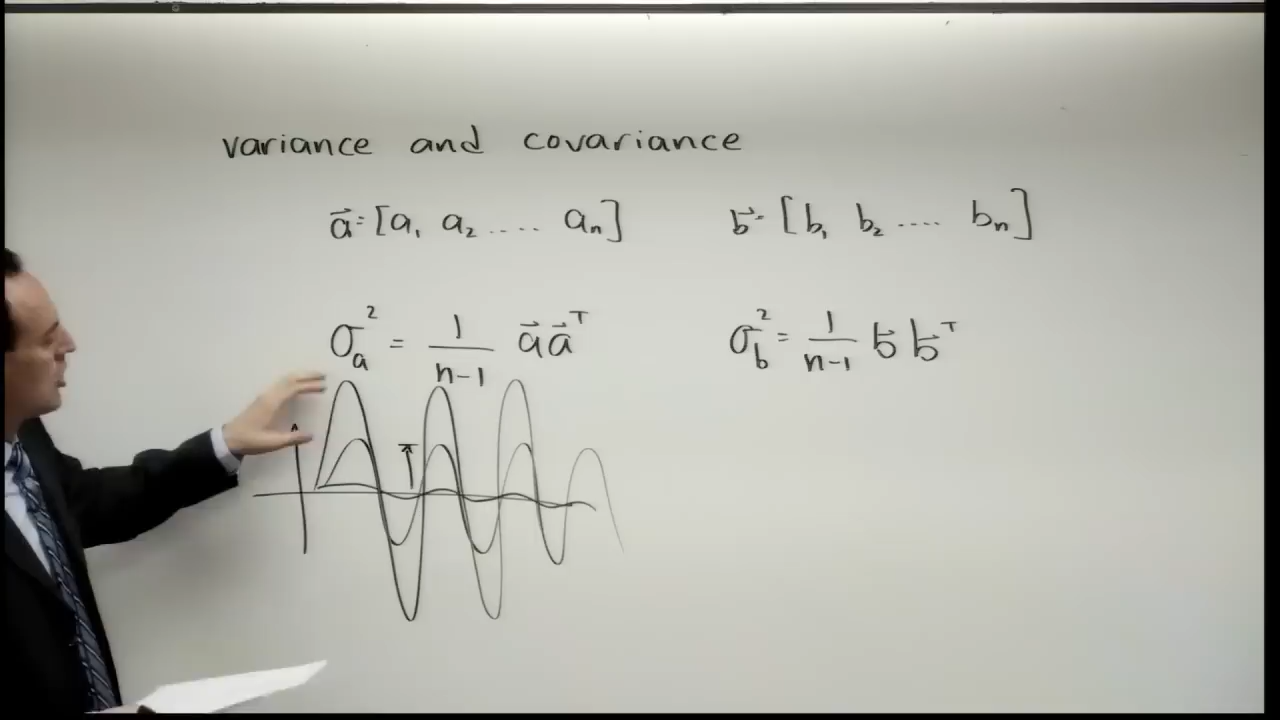 variance and covariance
a⃗ = [a₁ a₂ .... aₙ] b⃗ = [b₁ b₂ .... bₙ]
σₐ² = 1/(n-1) a⃗ a⃗ᵀ σ_b² = 1/(n-1) b⃗ b⃗ᵀ